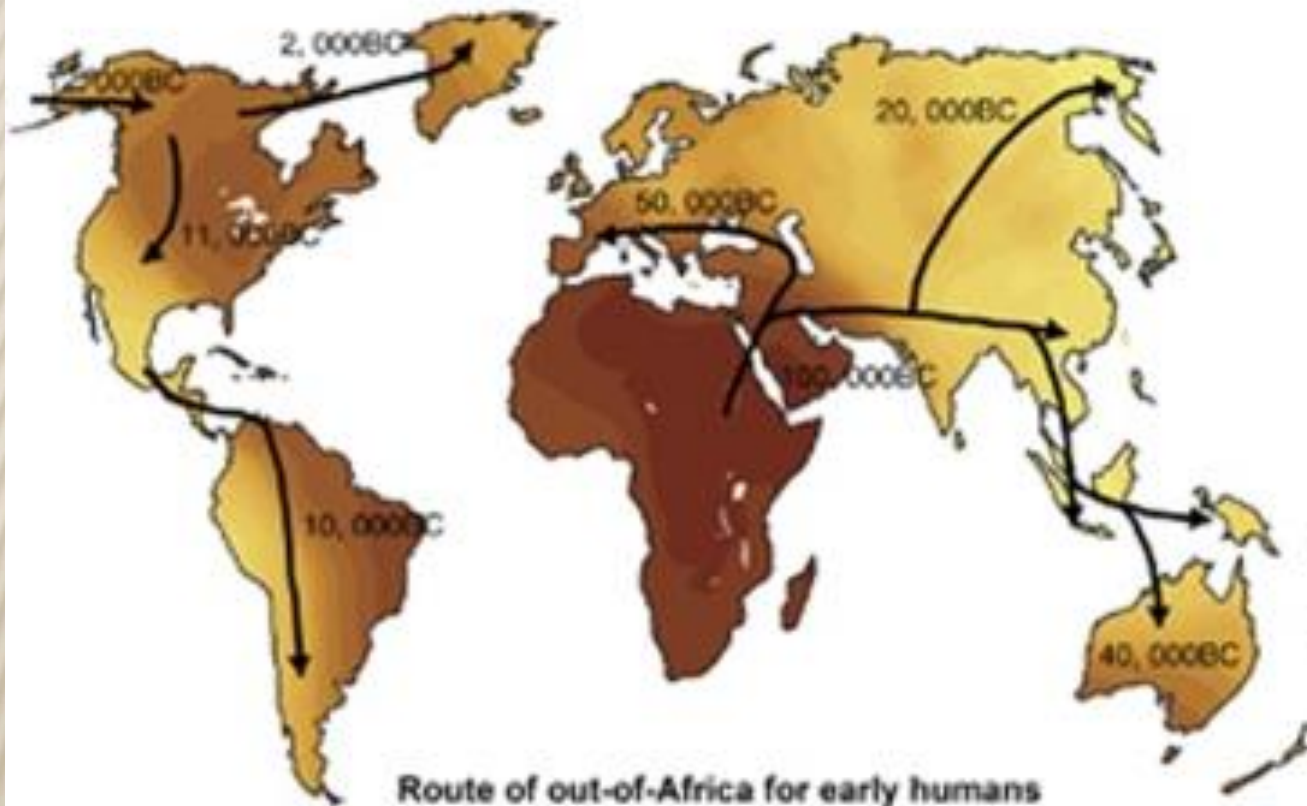 2, 000BC
000BC
20, 000BC
50, 000BC
11, 000BC
100, 000BC
10, 000BC
40, 000BC
Route of out-of-Africa for early humans